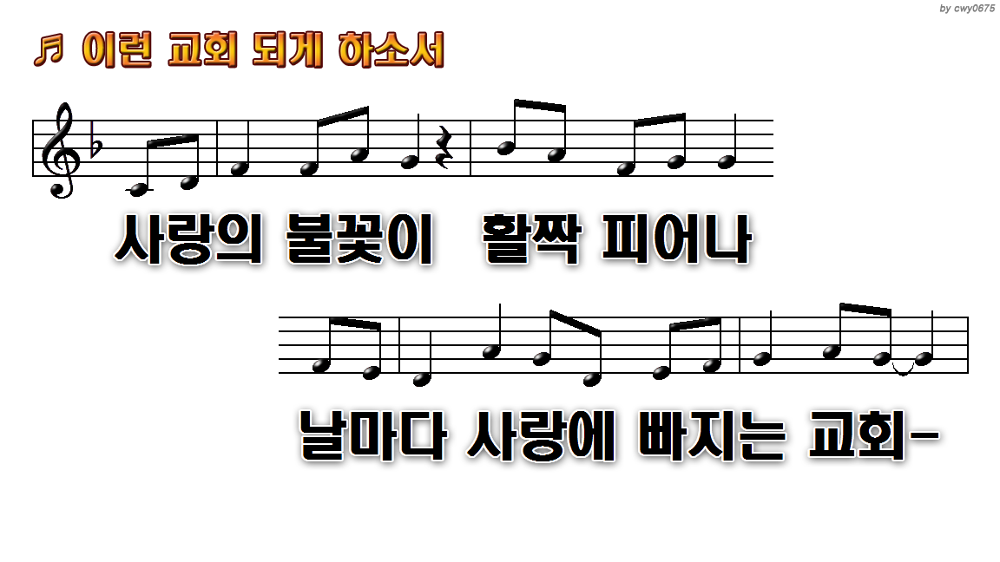 by cwy0675
♬ 이런 교회 되게 하소서
사랑의 불꽃이 활짝 피어나
날마다 사랑에 빠지는 교회-